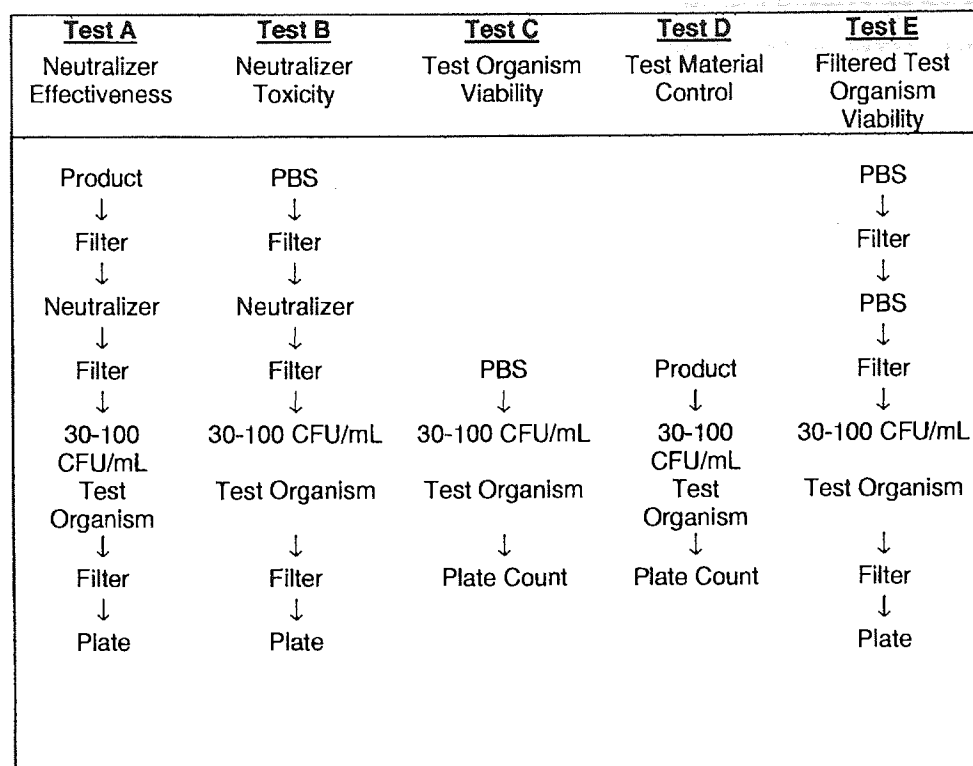 Test A Test B Test C Test D Test E
Neutralizer Neutralizer Test Organism Test Material Filtered Test
Effectiveness Toxicity Viability Control Organism
Viability
Product PBS PBS
↓ ↓ ↓
Filter Filter Filter
↓ ↓ ↓
Neutralizer Neutralizer PBS
↓ ↓ ↓
Filter Filter PBS Product Filter
↓ ↓ ↓ ↓ ↓
30-100 30-100 CFU/mL 30-100 CFU/mL 30-100 30-100 CFU/mL
CFU/mL CFU/mL
Test Test Organism Test Organism Test Test Organism
Organism Organism
↓ ↓ ↓ ↓ ↓
Filter Filter Plate Count Plate Count Filter
↓ ↓ ↓
Plate Plate Plate